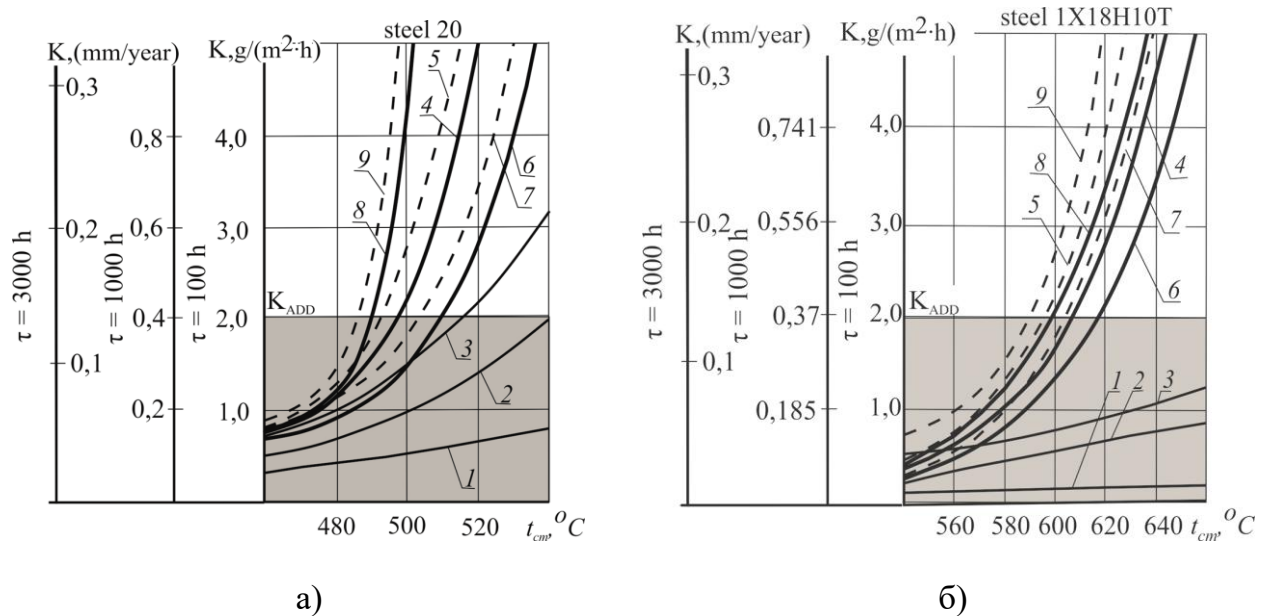 steel 20
K,(mm/year)
K,g/(m²·h)
0,3
0,2
0,1
τ = 3000 h
0,8
0,6
0,4
0,2
τ = 1000 h
4,0
3,0
2,0
1,0
τ = 100 h
K_ADD
9
8
4
5
6
7
3
2
1
480 500 520 t_cm, °C
а)
steel 1X18H10T
K,(mm/year)
K,g/(m²·h)
0,3
0,2
0,1
τ = 3000 h
0,741
0,556
0,37
0,185
τ = 1000 h
4,0
3,0
2,0
1,0
τ = 100 h
K_ADD
9
8
5
4
7
6
1 2 3
560 580 600 620 640 t_cm, °C
б)